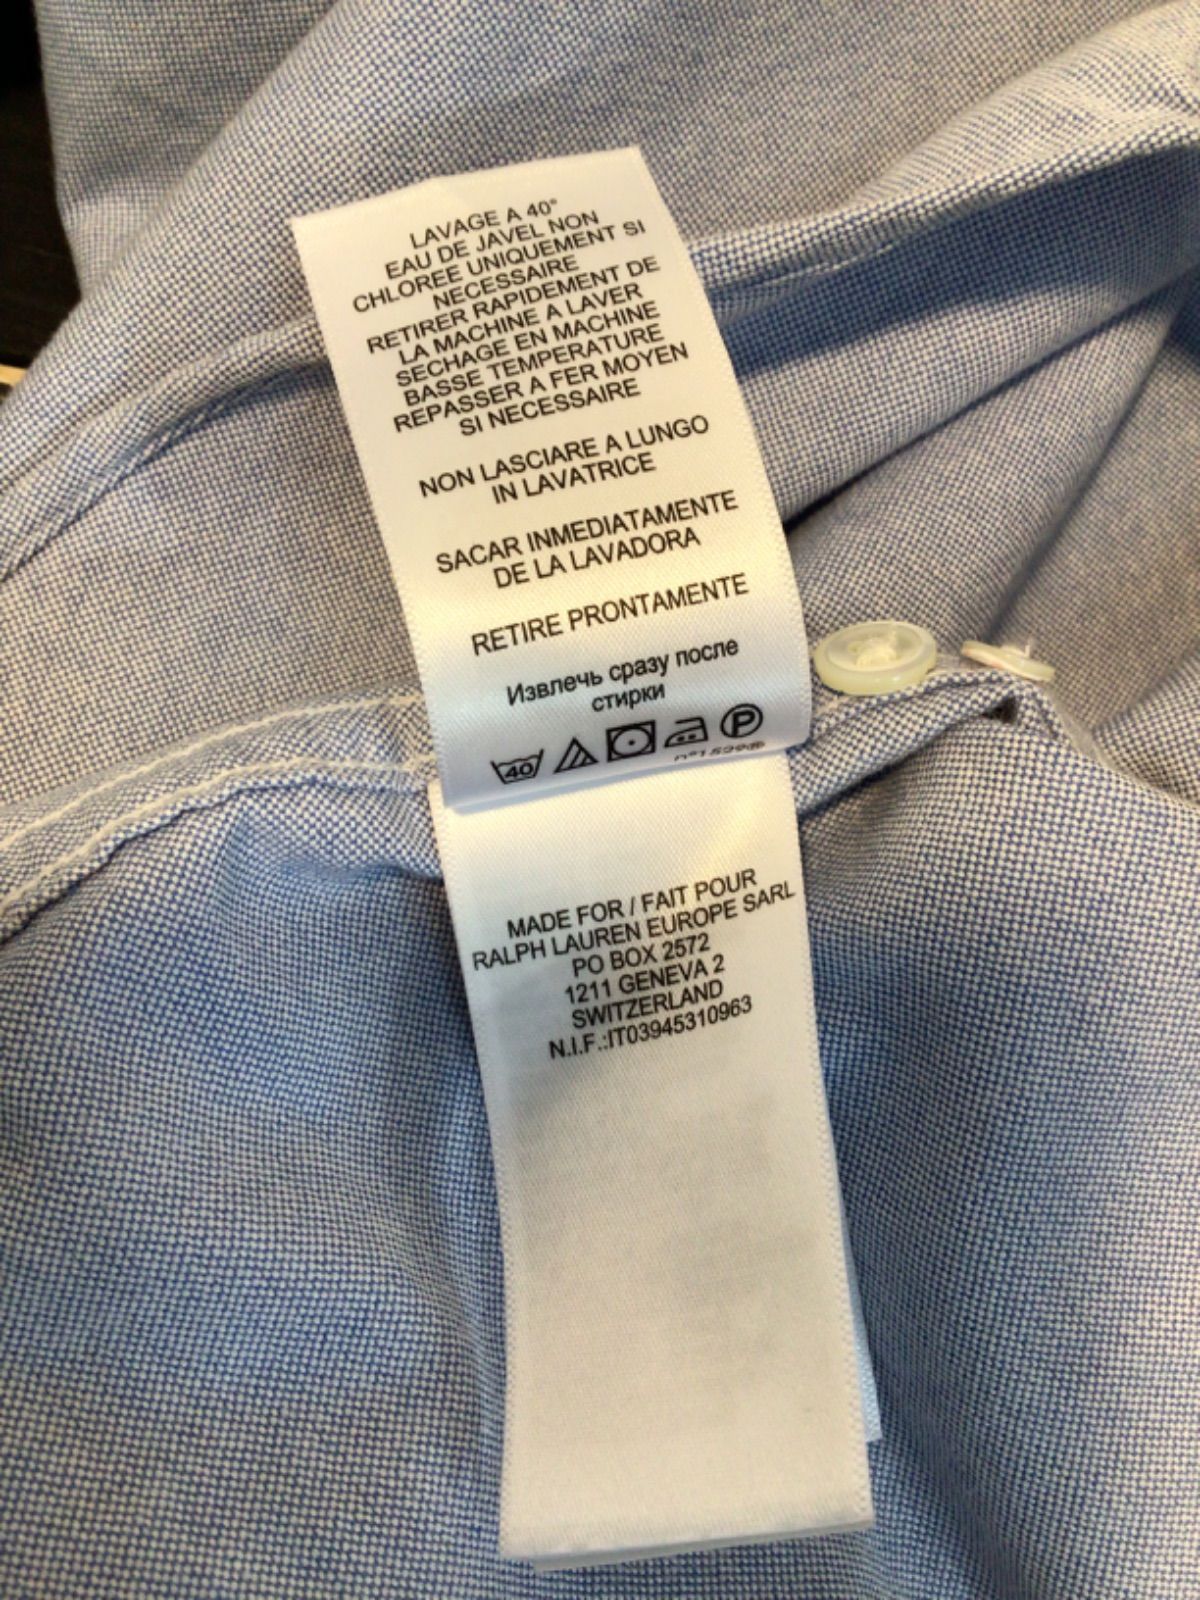 LAVAGE A 40°
EAU DE JAVEL NON
CHLOREE UNIQUEMENT SI
NECESSAIRE
RETIRER RAPIDEMENT DE
LA MACHINE A LAVER
SECHAGE EN MACHINE
BASSE TEMPERATURE
REPASSER A FER MOYEN
SI NECESSAIRE
NON LASCIARE A LUNGO
IN LAVATRICE
SACAR INMEDIATAMENTE
DE LA LAVADORA
RETIRE PRONTAMENTE
Извлечь сразу после
стирки
40 P
MADE FOR / FAIT POUR
RALPH LAUREN EUROPE SARL
PO BOX 2572
1211 GENEVA 2
SWITZERLAND
N.I.F.:IT03945310963